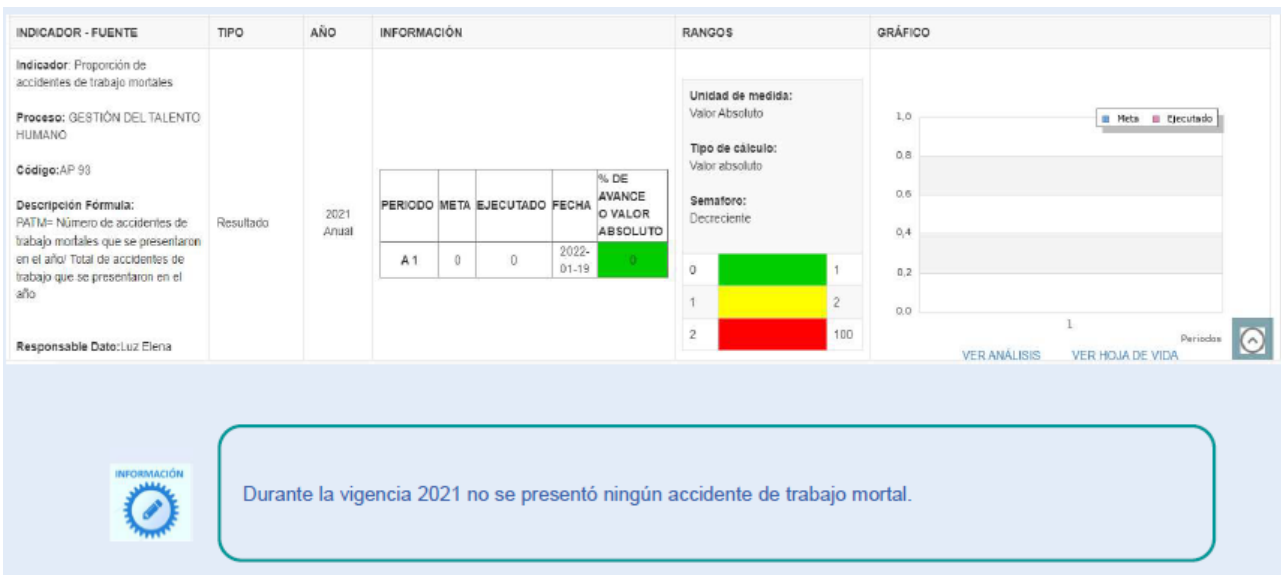 INDICADOR - FUENTE TIPO AÑO INFORMACIÓN RANGOS GRÁFICO
Indicador: Proporción de
accidentes de trabajo mortales
Proceso: GESTIÓN DEL TALENTO
HUMANO
Código:AP 93
Descripción Fórmula:
PATM= Número de accidentes de
trabajo mortales que se presentaron
en el año/ Total de accidentes de
trabajo que se presentaron en el
año
Responsable Dato:Luz Elena
Resultado
2021
Anual
PERIODO META EJECUTADO FECHA % DE
AVANCE
O VALOR
ABSOLUTO
A 1 0 0 2022-
01-19 0
Unidad de medida:
Valor Absoluto
Tipo de cálculo:
Valor absoluto
Semaforo:
Decreciente
0 1
1 2
2 100
Meta Ejecutado
1,0
0,8
0,6
0,4
0,2
0,0
1
Periodos
VER ANÁLISIS VER HOJA DE VIDA
INFORMACIÓN
Durante la vigencia 2021 no se presentó ningún accidente de trabajo mortal.